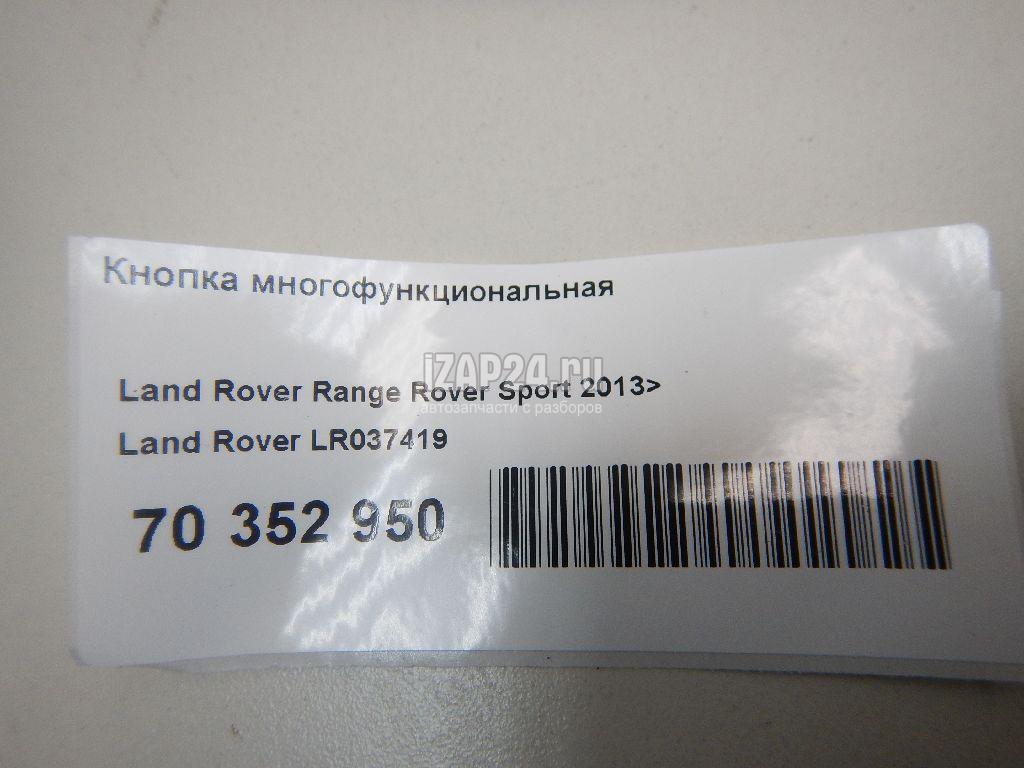 Кнопка многофункциональная
iZAP24.ru
Land Rover Range Rover Sport 2013>
автозапчасти с разборов
Land Rover LR037419
70 352 950